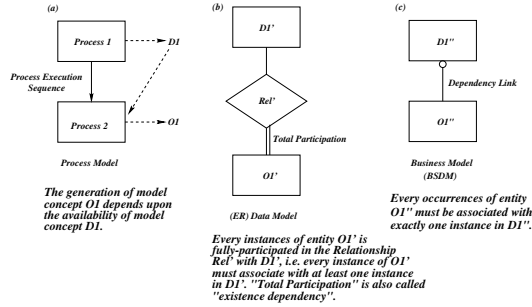 (a)
Process 1
D1
Process Execution
Sequence
Process 2
O1
Process Model
The generation of model
concept O1 depends upon
the availability of model
concept D1.
(b)
D1'
Rel'
Total Participation
O1'
(ER) Data Model
Every instances of entity O1' is
fully-participated in the Relationship
Rel' with D1', i.e. every instance of O1'
must associate with at least one instance
in D1'. "Total Participation" is also called
"existence dependency".
(c)
D1"
Dependency Link
O1"
Business Model
(BSDM)
Every occurrences of entity
O1" must be associated with
exactly one instance in D1".